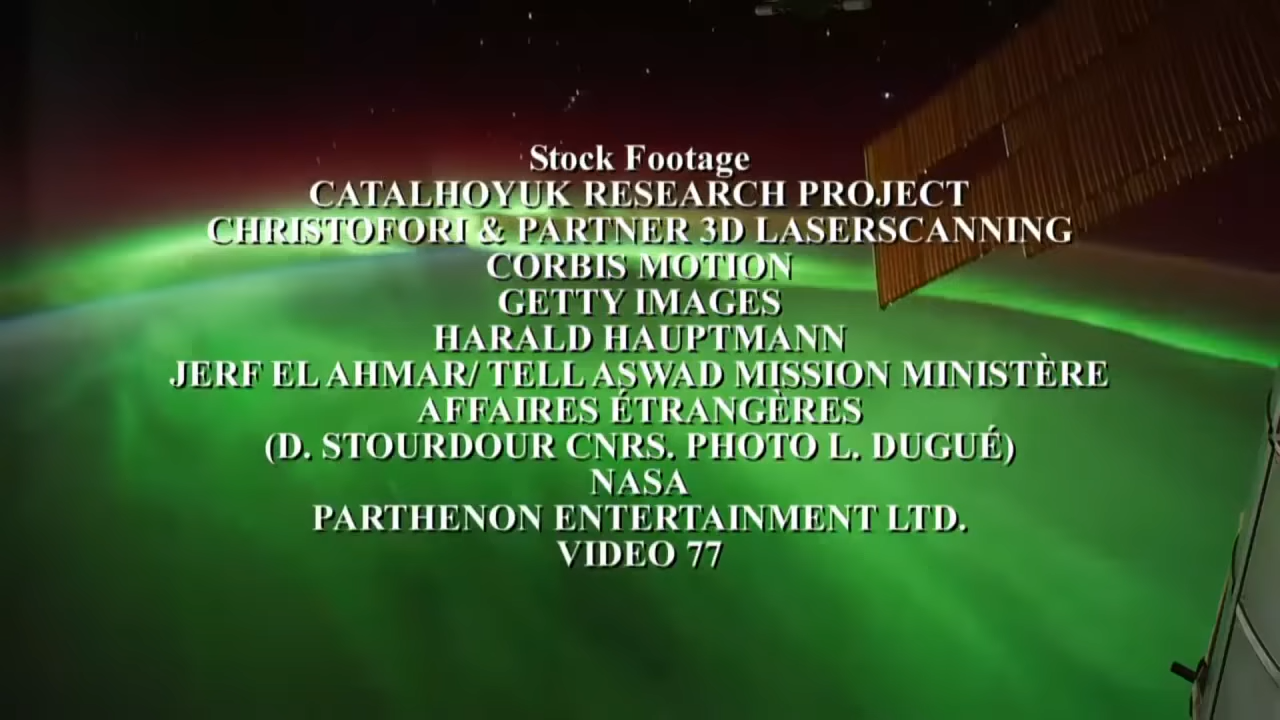 Stock Footage
CATALHOYUK RESEARCH PROJECT
CHRISTOFORI & PARTNER 3D LASERSCANNING
CORBIS MOTION
GETTY IMAGES
HARALD HAUPTMANN
JERF EL AHMAR/ TELL ASWAD MISSION MINISTÈRE
AFFAIRES ÉTRANGÈRES
(D. STOURDOUR CNRS. PHOTO L. DUGUÉ)
NASA
PARTHENON ENTERTAINMENT LTD.
VIDEO 77